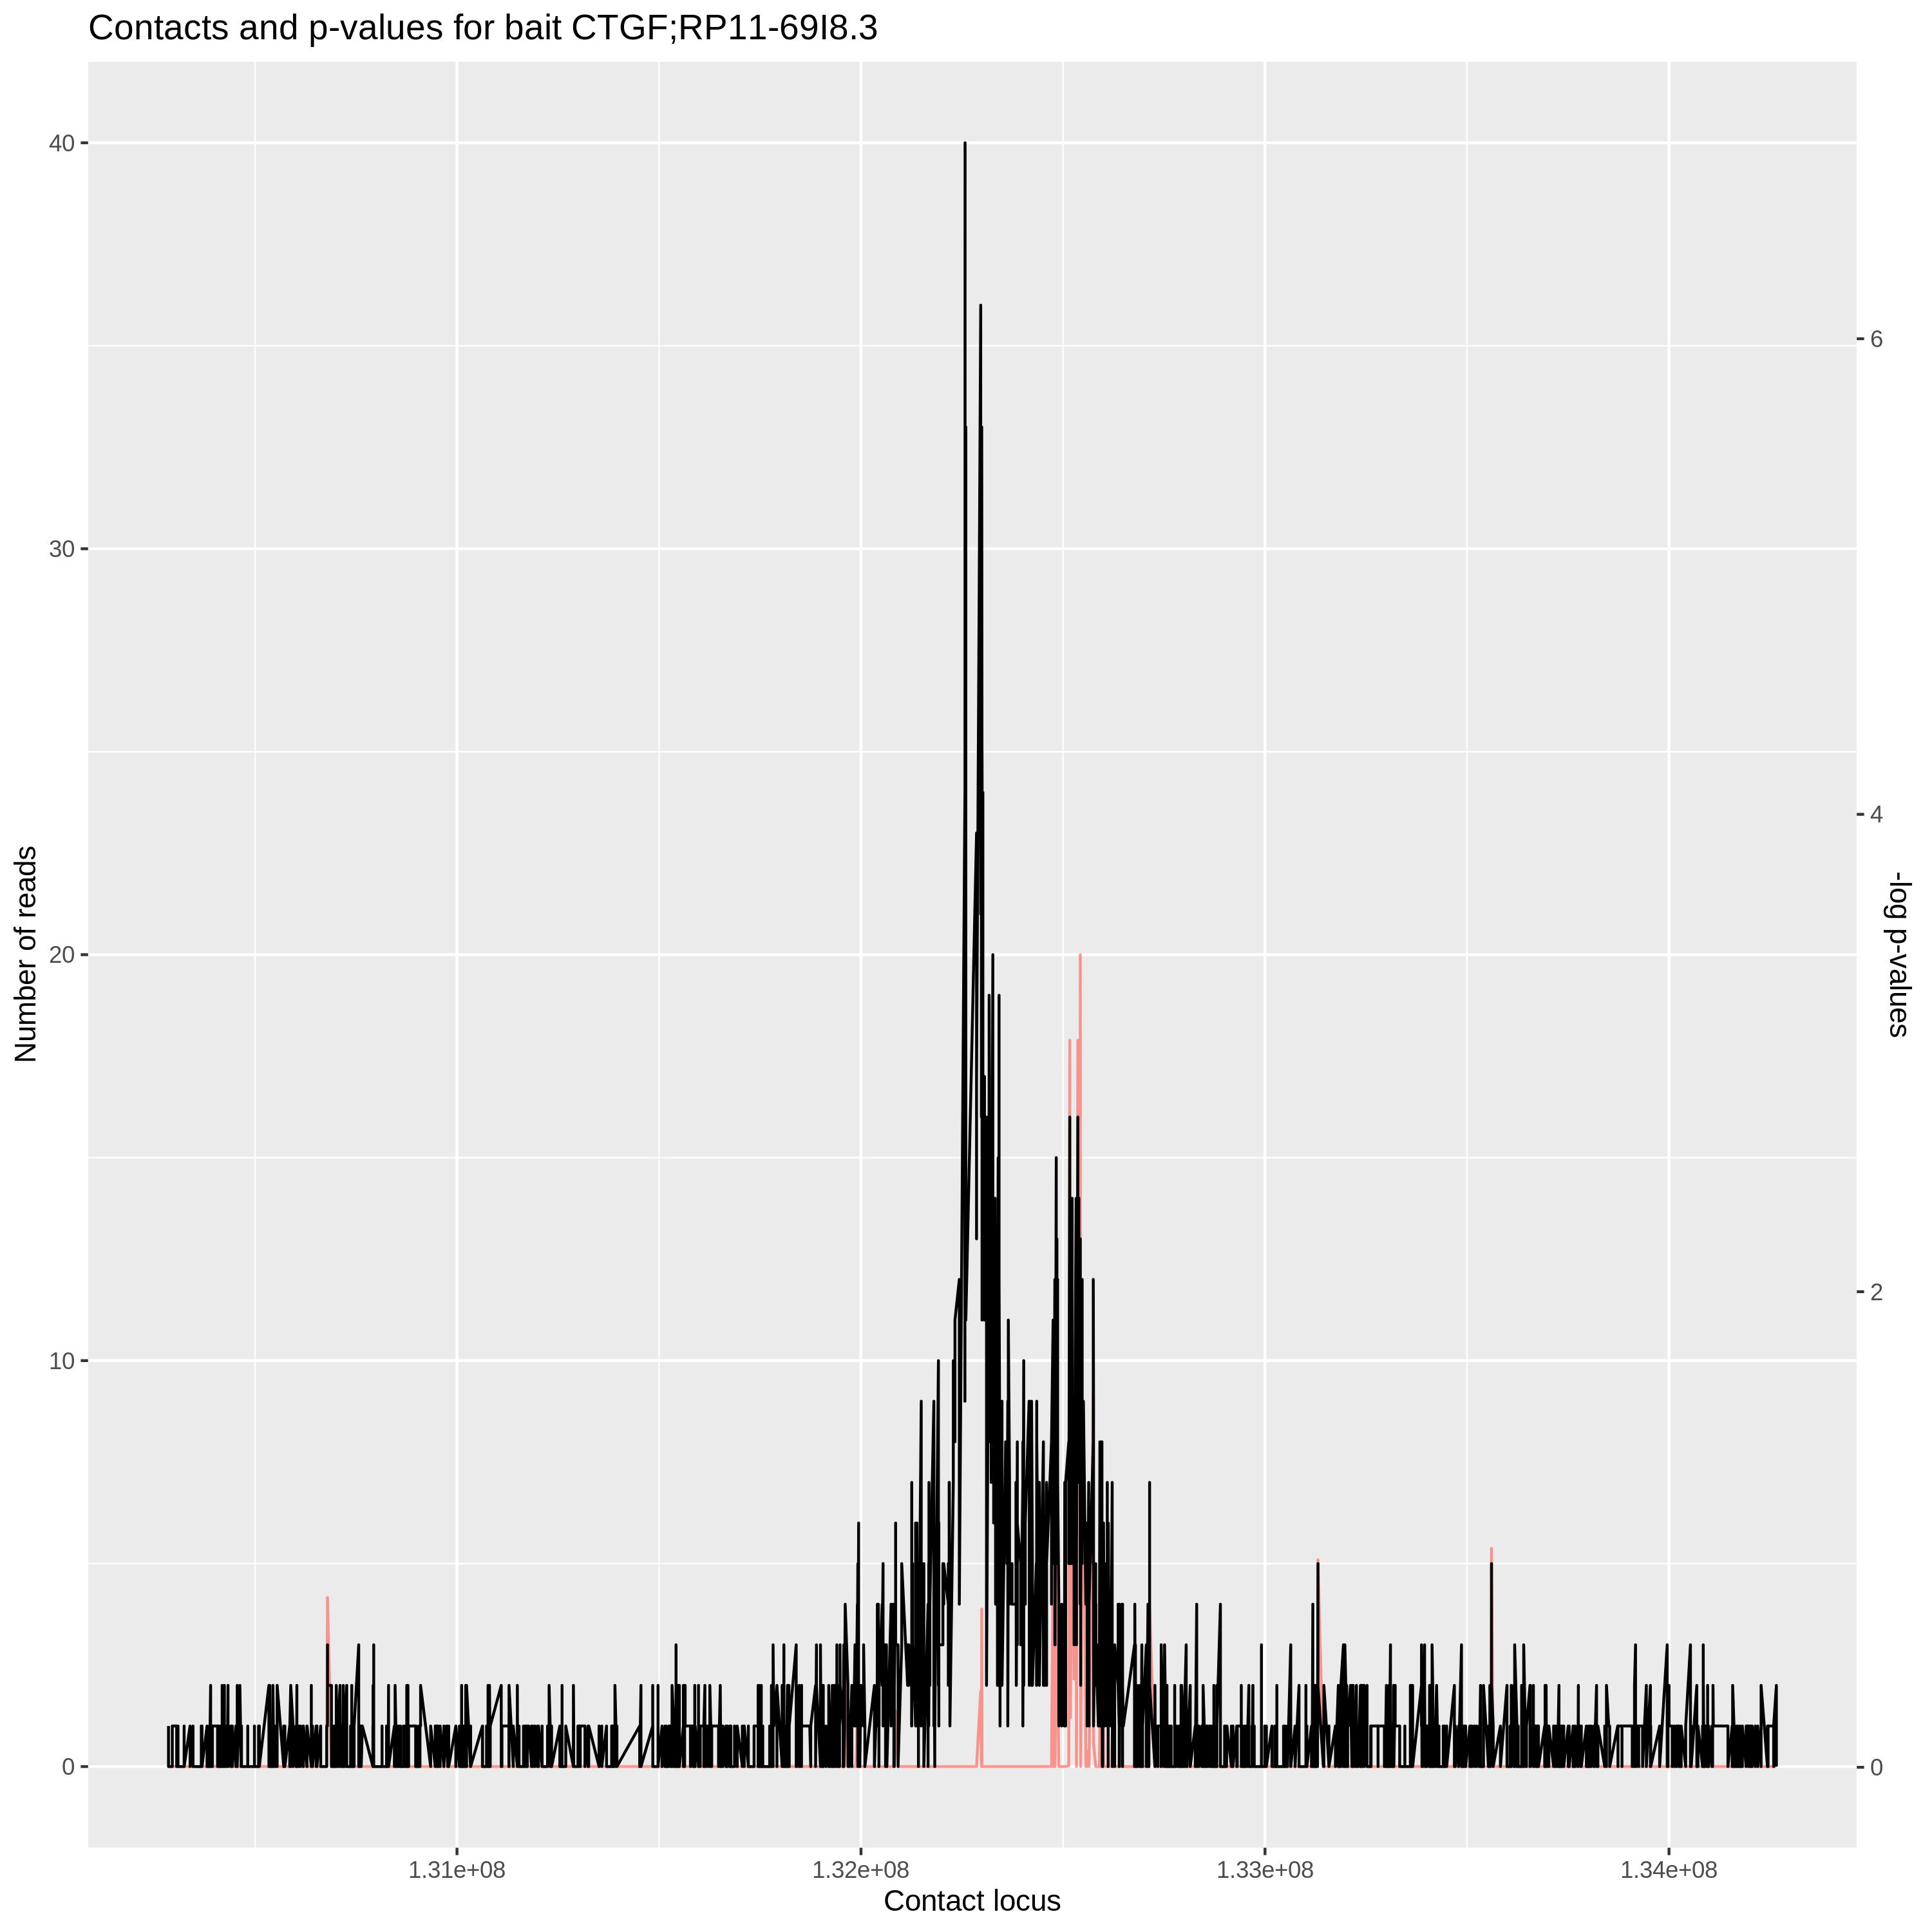 Contacts and p-values for bait CTGF;RP11-69I8.3
40
30
20
10
0
Number of reads
6
4
2
0
-log p-values
1.31e+08
1.32e+08
1.33e+08
1.34e+08
Contact locus